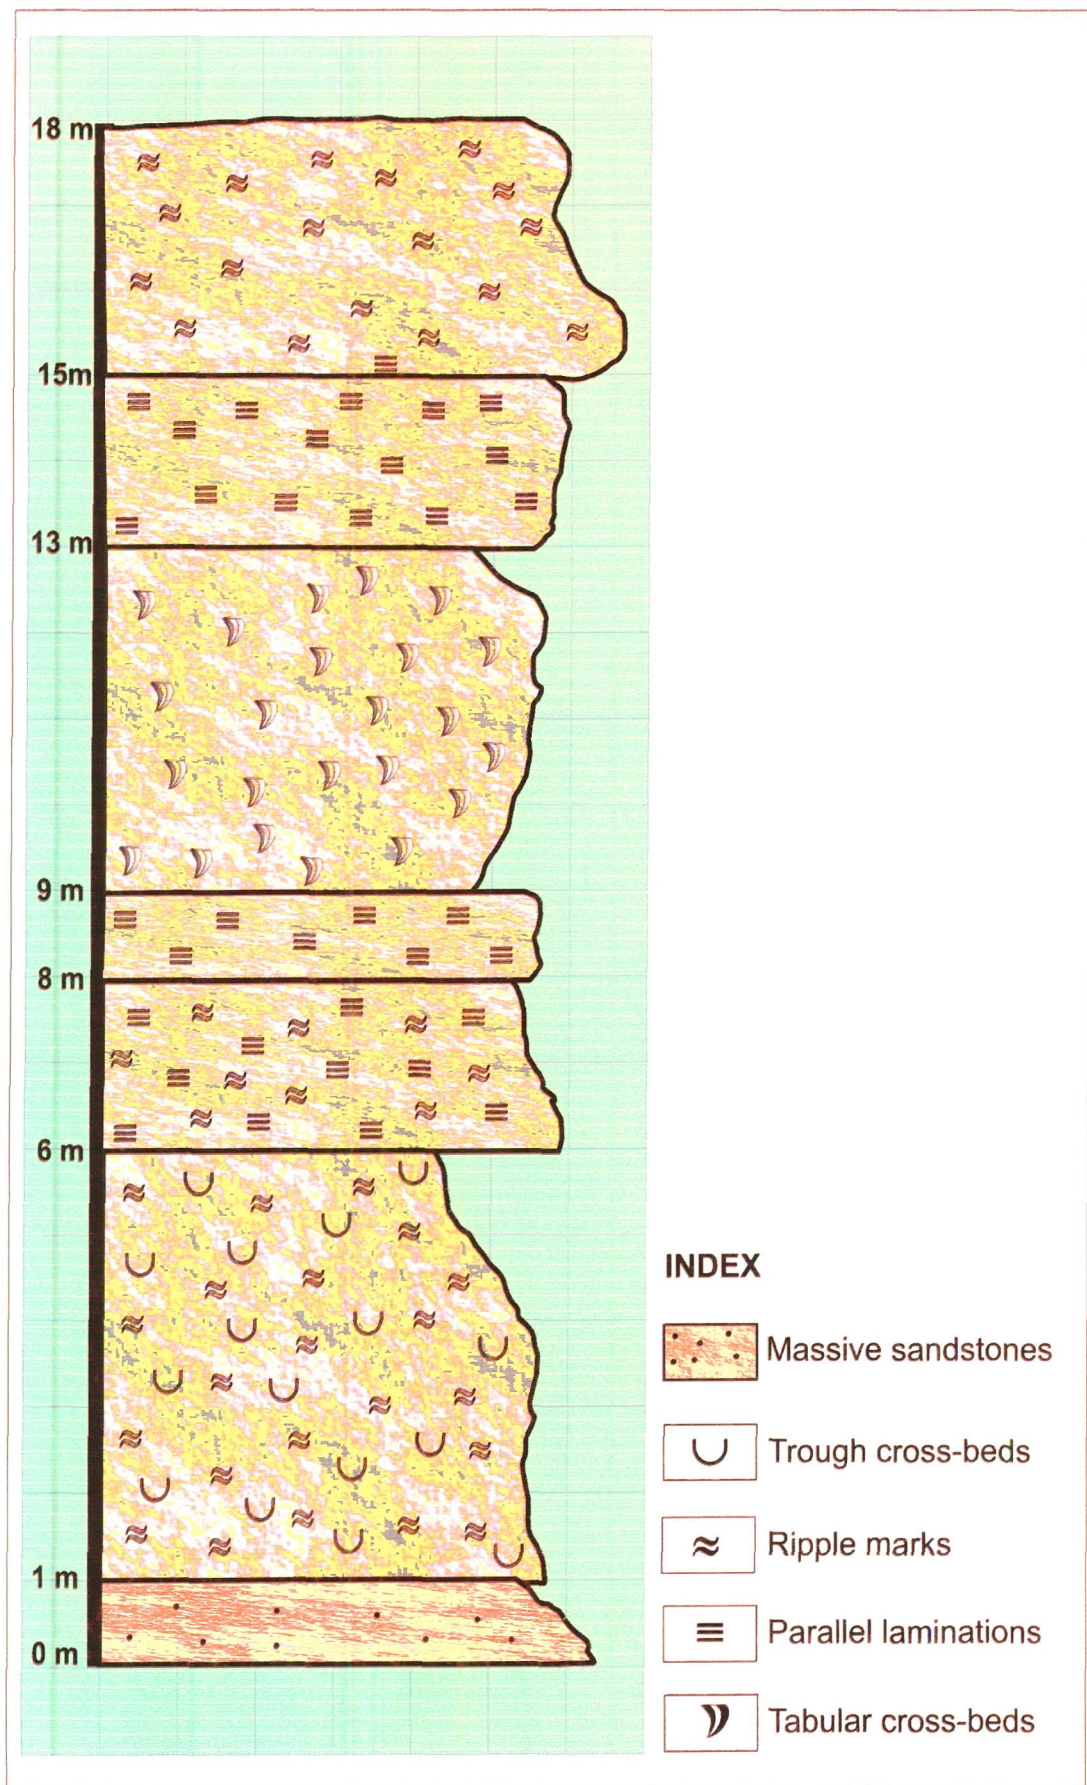 18 m
15m
13 m
9 m
8 m
6 m
1 m
0 m
INDEX
Massive sandstones
Trough cross-beds
Ripple marks
Parallel laminations
Tabular cross-beds